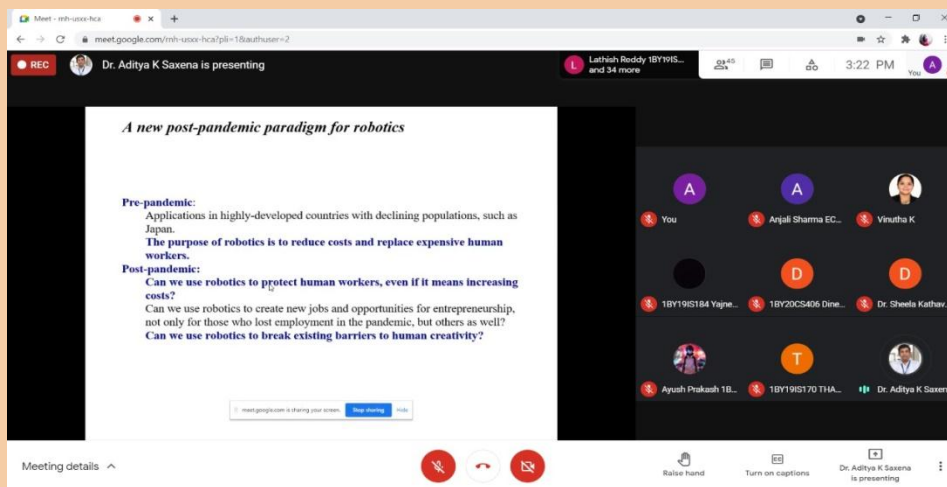 Meet - mh-usxx-hca
meet.google.com/rnh-usxx-hca?pli=1&authuser=2
REC
Dr. Aditya K Saxena is presenting
L
Lathish Reddy 1BY19IS...
and 34 more
45
3:22 PM
You
A
A new post-pandemic paradigm for robotics
Pre-pandemic:
Applications in highly-developed countries with declining populations, such as
Japan.
The purpose of robotics is to reduce costs and replace expensive human
workers.
Post-pandemic:
Can we use robotics to protect human workers, even if it means increasing
costs?
Can we use robotics to create new jobs and opportunities for entrepreneurship,
not only for those who lost employment in the pandemic, but others as well?
Can we use robotics to break existing barriers to human creativity?
meet.google.com is sharing your screen. Stop sharing Hide
A
A
You
Anjali Sharma EC...
Vinutha K
D
D
1BY19IS184 Yajne...
1BY20CS406 Dine...
Dr. Sheela Kathav...
T
Ayush Prakash 1B...
1BY19IS170 THA...
Dr. Aditya K Saxen
Meeting details
Raise hand
CC
Turn on captions
Dr. Aditya K Saxena
is presenting